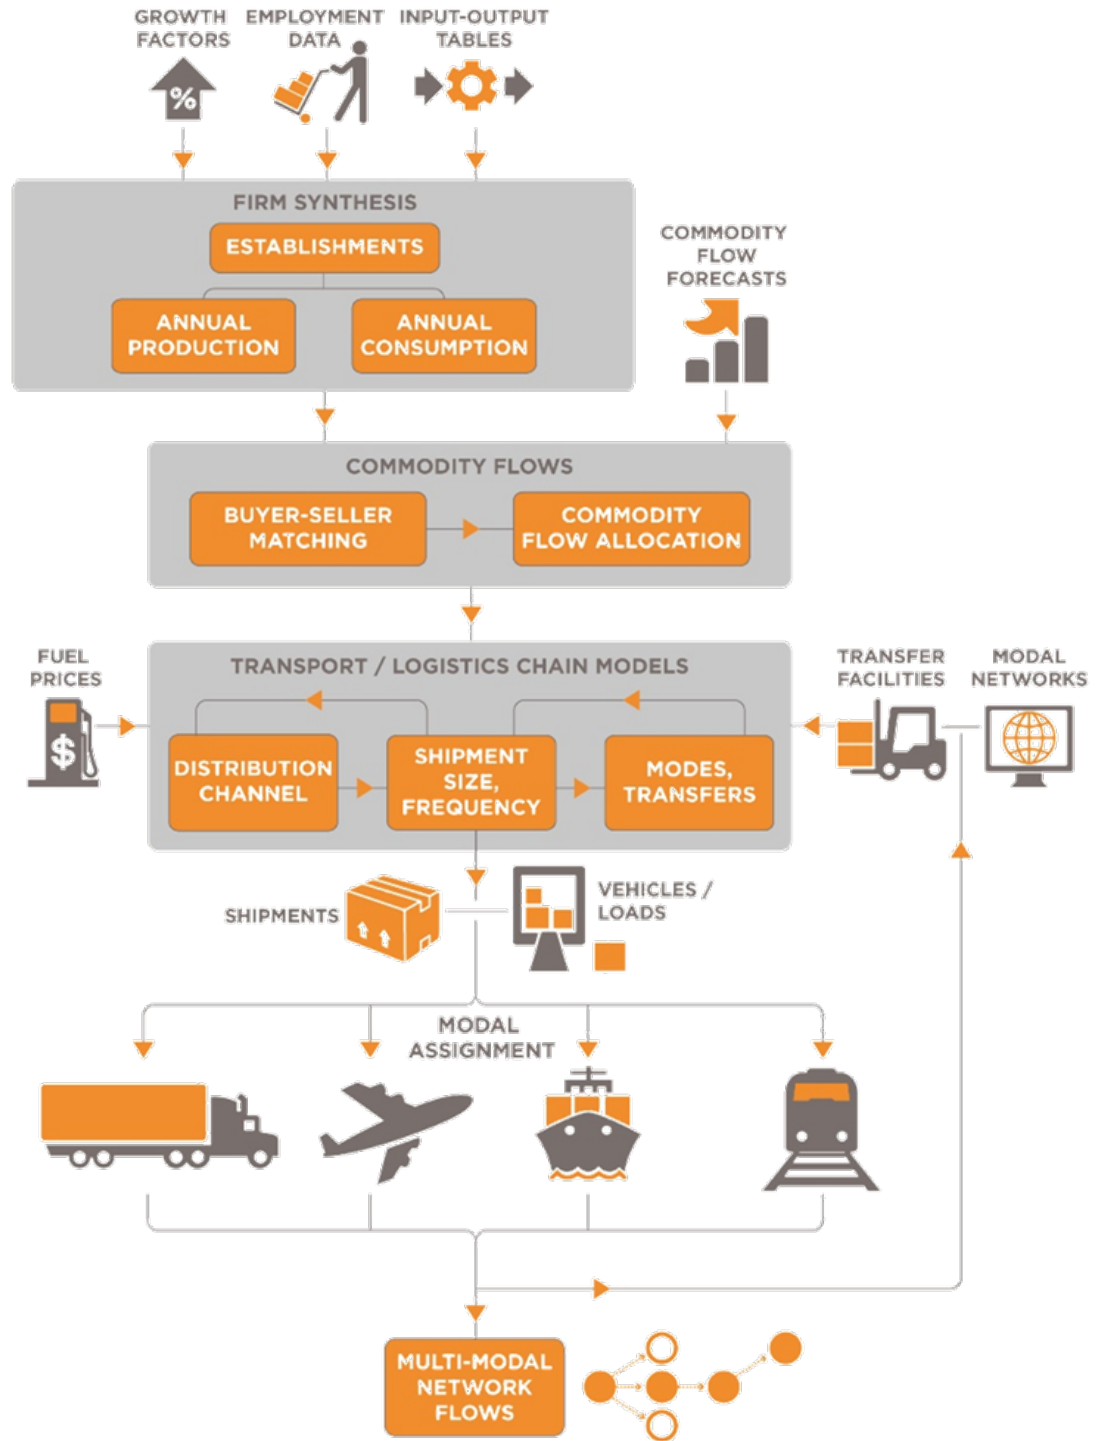 GROWTH
FACTORS
EMPLOYMENT
DATA
INPUT-OUTPUT
TABLES
%
FIRM SYNTHESIS
ESTABLISHMENTS
ANNUAL
PRODUCTION
ANNUAL
CONSUMPTION
COMMODITY
FLOW
FORECASTS
COMMODITY FLOWS
BUYER-SELLER
MATCHING
COMMODITY
FLOW ALLOCATION
FUEL
PRICES
$
TRANSPORT / LOGISTICS CHAIN MODELS
DISTRIBUTION
CHANNEL
SHIPMENT
SIZE,
FREQUENCY
MODES,
TRANSFERS
TRANSFER
FACILITIES
MODAL
NETWORKS
SHIPMENTS
VEHICLES /
LOADS
MODAL
ASSIGNMENT
MULTI-MODAL
NETWORK
FLOWS